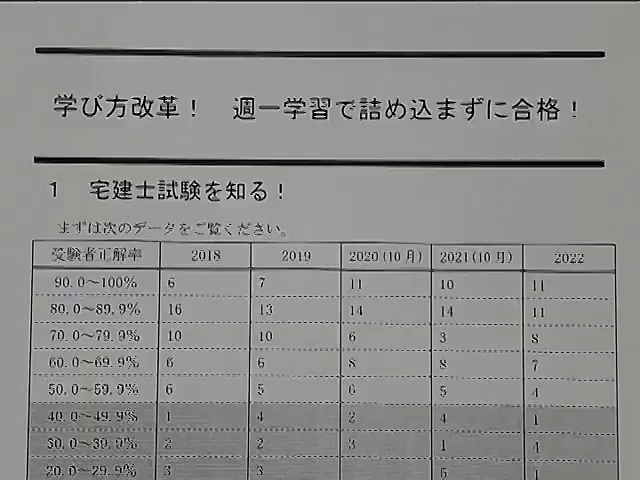 学び方改革！　週一学習で詰め込まずに合格！
1　宅建士試験を知る！
まずは次のデータをご覧ください。
受験者正解率 2018 2019 2020(10月) 2021(10月) 2022
90.0～100% 6 7 11 10 11
80.0～89.9% 16 13 14 14 11
70.0～79.9% 10 10 6 3 8
60.0～69.9% 6 6 8 8 7
50.0～59.9% 6 5 6 5 4
40.0～49.9% 1 4 2 4 1
30.0～39.9% 2 2 3 1 4
20.0～29.9% 3 3 5 1